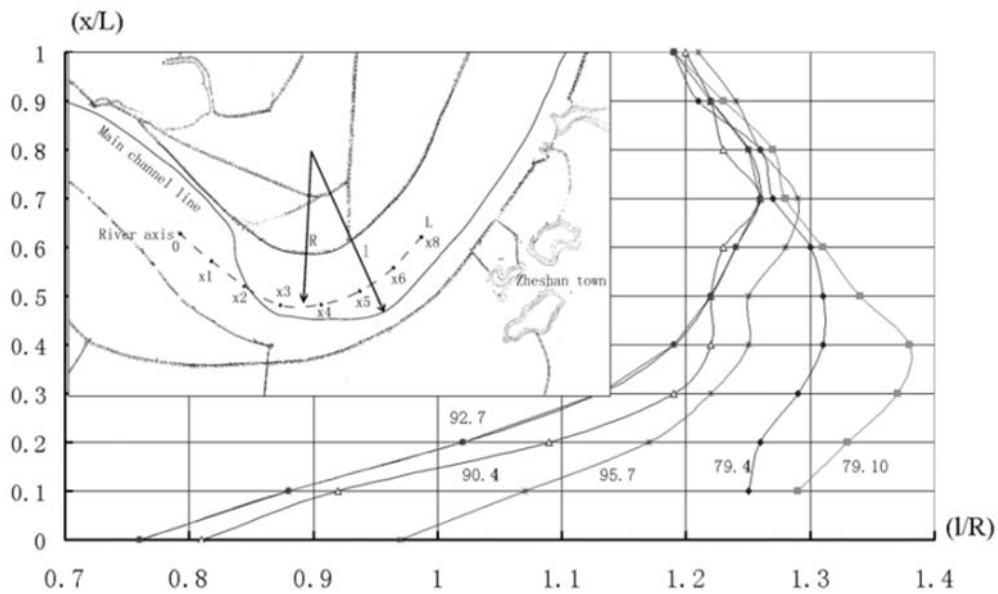 (x/L)
1
0.9
0.8
0.7
0.6
0.5
0.4
0.3
0.2
0.1
0
Main channel line
River axis
0
x1
x2
x3
x4
x5
x6
x8
L
R
l
Zheshan town
92.7
90.4
95.7
79.4
79.10
(l/R)
0.7 0.8 0.9 1 1.1 1.2 1.3 1.4